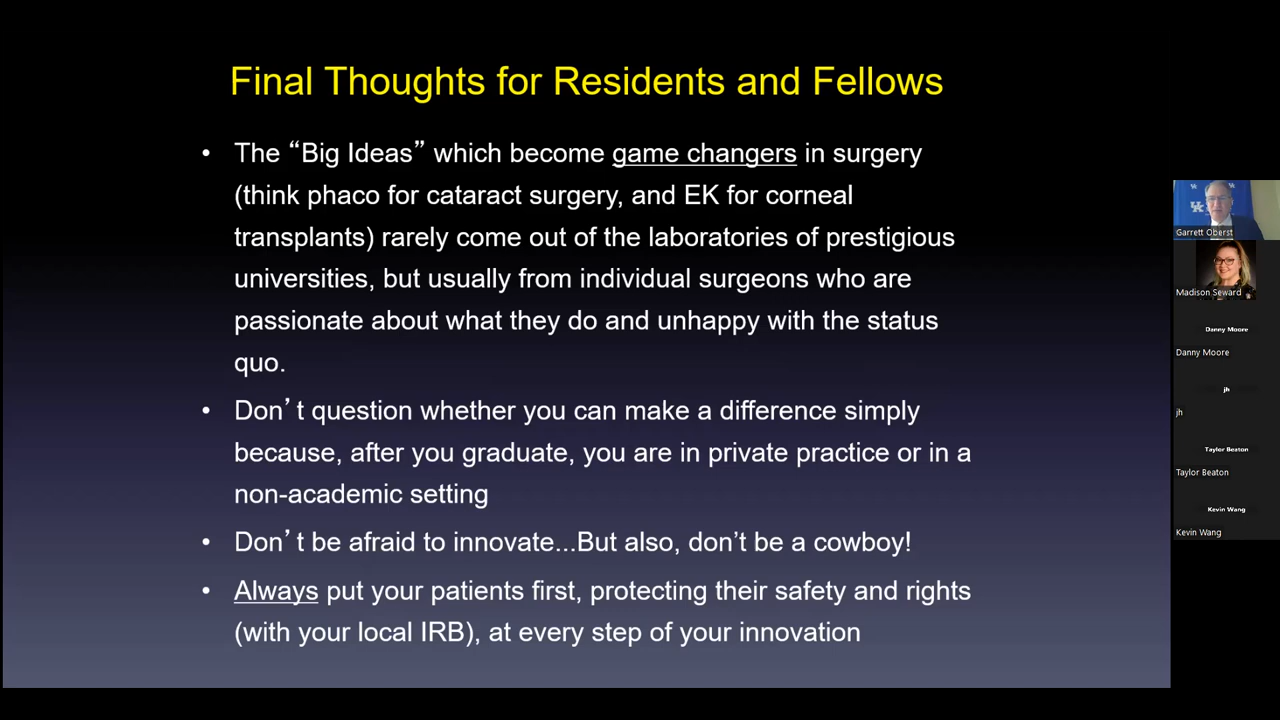 Final Thoughts for Residents and Fellows
• The “Big Ideas” which become game changers in surgery
(think phaco for cataract surgery, and EK for corneal
transplants) rarely come out of the laboratories of prestigious
universities, but usually from individual surgeons who are
passionate about what they do and unhappy with the status
quo.
• Don’t question whether you can make a difference simply
because, after you graduate, you are in private practice or in a
non-academic setting
• Don’t be afraid to innovate...But also, don’t be a cowboy!
• Always put your patients first, protecting their safety and rights
(with your local IRB), at every step of your innovation
UK
Garrett Oberst
Madison Seward
Danny Moore
Danny Moore
jh
jh
Taylor Beaton
Taylor Beaton
Kevin Wang
Kevin Wang